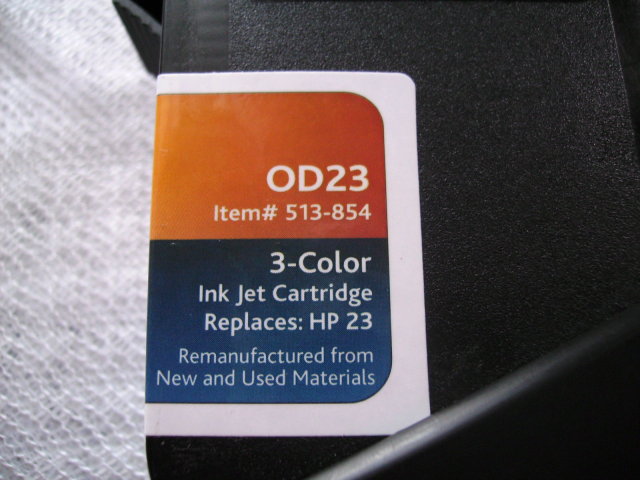 OD23
Item# 513-854
3-Color
Ink Jet Cartridge
Replaces: HP 23
Remanufactured from
New and Used Materials